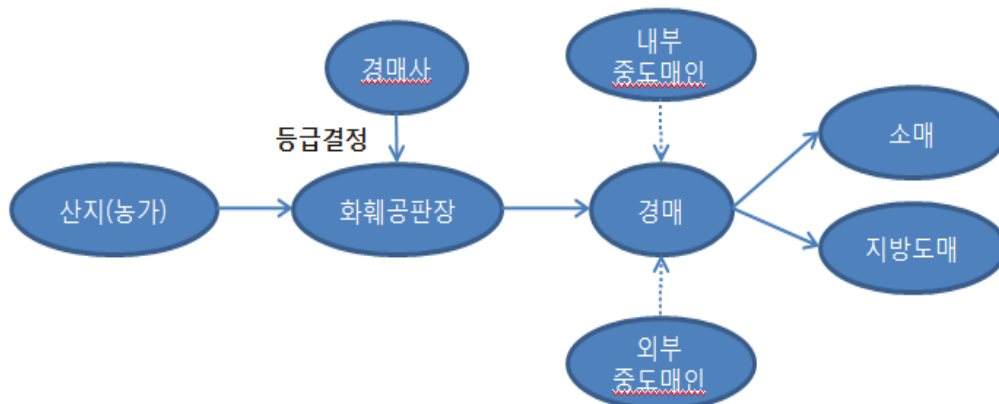 경매사
내부
중도매인
등급결정
소매
산지(농가)
화훼공판장
경매
지방도매
외부
중도매인